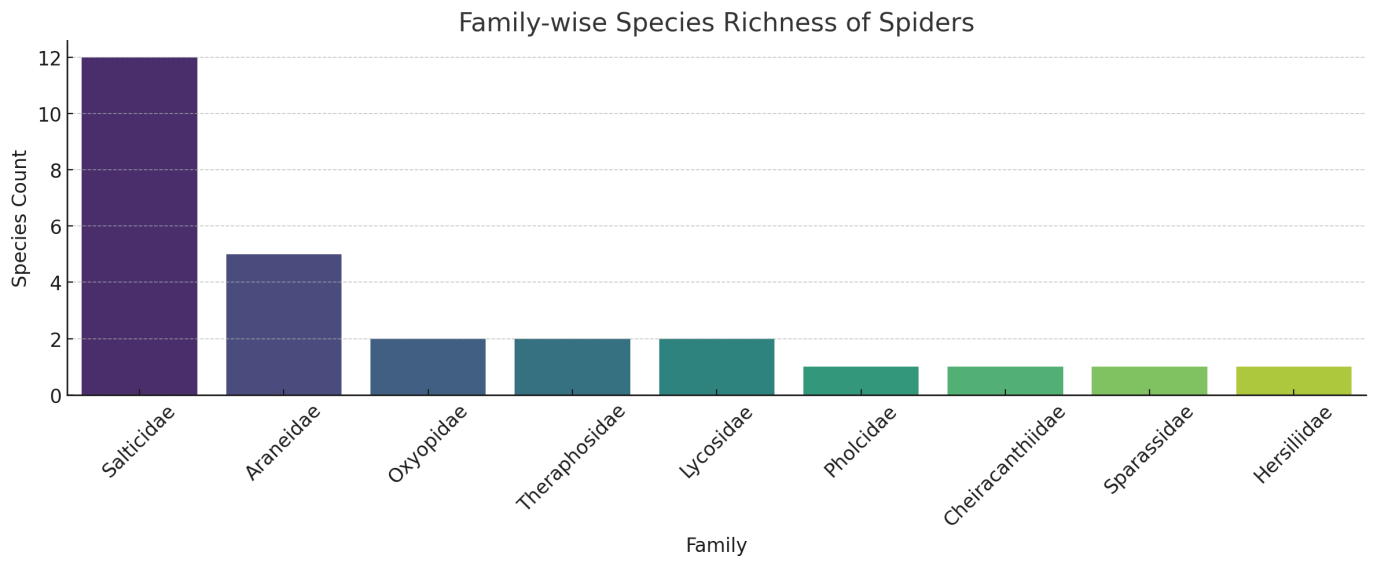 Family-wise Species Richness of Spiders
Species Count
12
10
8
6
4
2
0
Salticidae
Araneidae
Oxyopidae
Theraphosidae
Lycosidae
Pholcidae
Cheiracanthiidae
Sparassidae
Hersiliidae
Family